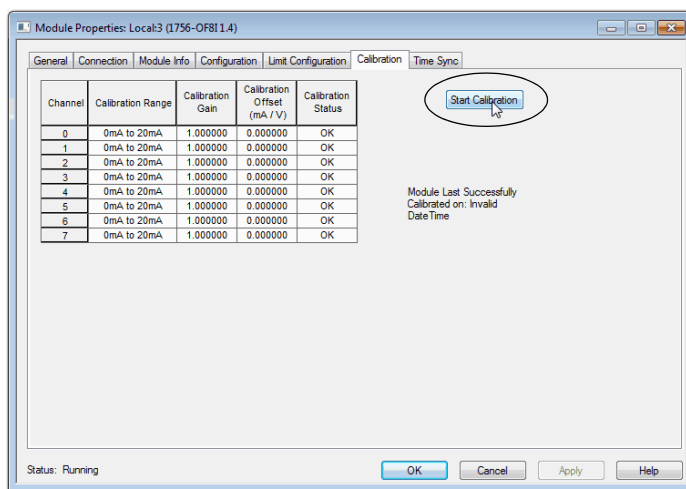 Module Properties: Local:3 (1756-OF8I 1.4)
General Connection Module Info Configuration Limit Configuration Calibration Time Sync
Channel Calibration Range Calibration Gain Calibration Offset (mA / V) Calibration Status
0 0mA to 20mA 1.000000 0.000000 OK
1 0mA to 20mA 1.000000 0.000000 OK
2 0mA to 20mA 1.000000 0.000000 OK
3 0mA to 20mA 1.000000 0.000000 OK
4 0mA to 20mA 1.000000 0.000000 OK
5 0mA to 20mA 1.000000 0.000000 OK
6 0mA to 20mA 1.000000 0.000000 OK
7 0mA to 20mA 1.000000 0.000000 OK
Start Calibration
Module Last Successfully
Calibrated on: Invalid
DateTime
Status: Running
OK Cancel Apply Help